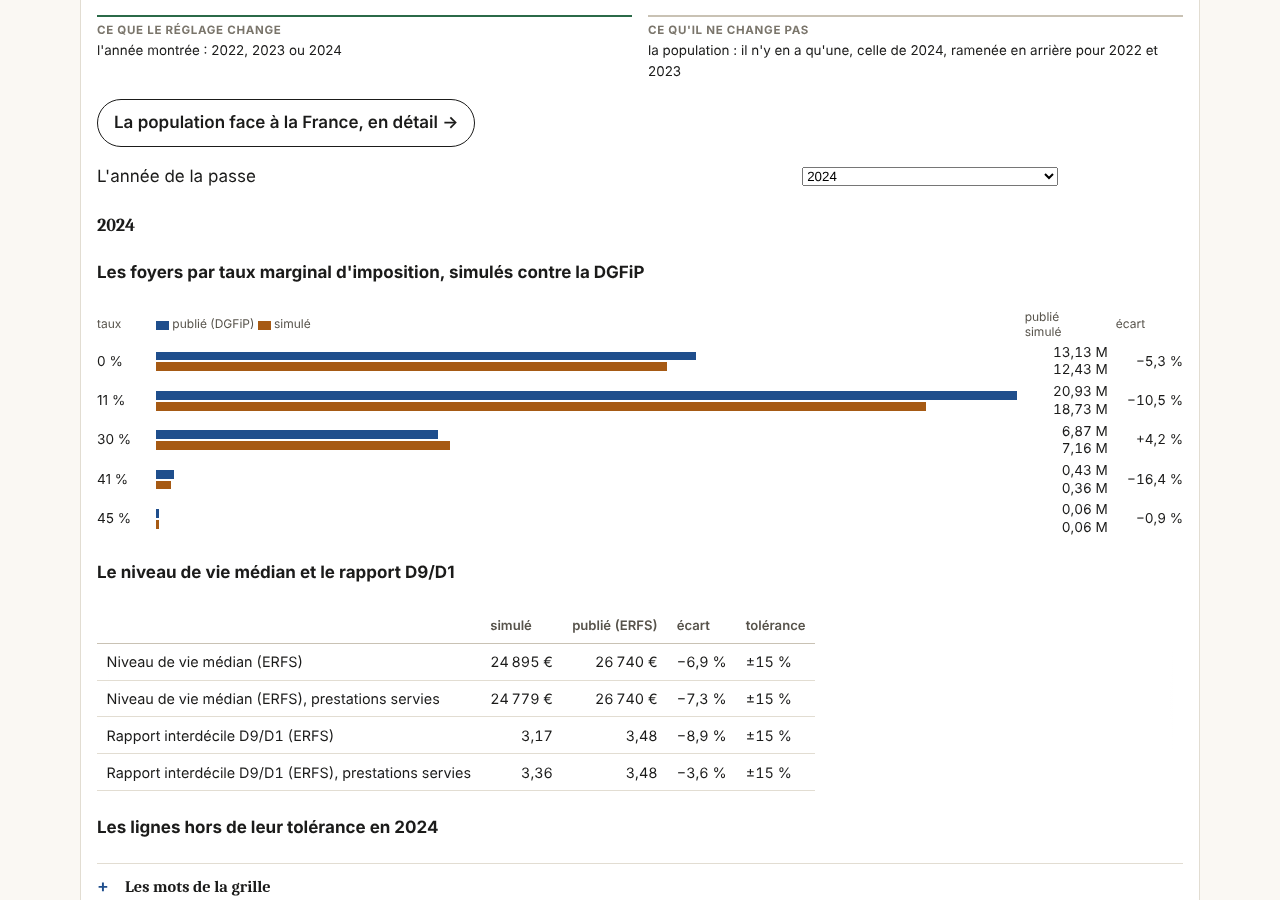 CE QUE LE RÉGLAGE CHANGE
l'année montrée : 2022, 2023 ou 2024
CE QU'IL NE CHANGE PAS
la population : il n'y en a qu'une, celle de 2024, ramenée en arrière pour 2022 et
2023
La population face à la France, en détail →
L'année de la passe
2024
2024
Les foyers par taux marginal d'imposition, simulés contre la DGFiP
taux publié (DGFiP) simulé publié écart
simulé
0 % 13,13 M −5,3 %
12,43 M
11 % 20,93 M −10,5 %
18,73 M
30 % 6,87 M +4,2 %
7,16 M
41 % 0,43 M −16,4 %
0,36 M
45 % 0,06 M −0,9 %
0,06 M
Le niveau de vie médian et le rapport D9/D1
simulé publié (ERFS) écart tolérance
Niveau de vie médian (ERFS) 24 895 € 26 740 € −6,9 % ±15 %
Niveau de vie médian (ERFS), prestations servies 24 779 € 26 740 € −7,3 % ±15 %
Rapport interdécile D9/D1 (ERFS) 3,17 3,48 −8,9 % ±15 %
Rapport interdécile D9/D1 (ERFS), prestations servies 3,36 3,48 −3,6 % ±15 %
Les lignes hors de leur tolérance en 2024
+ Les mots de la grille